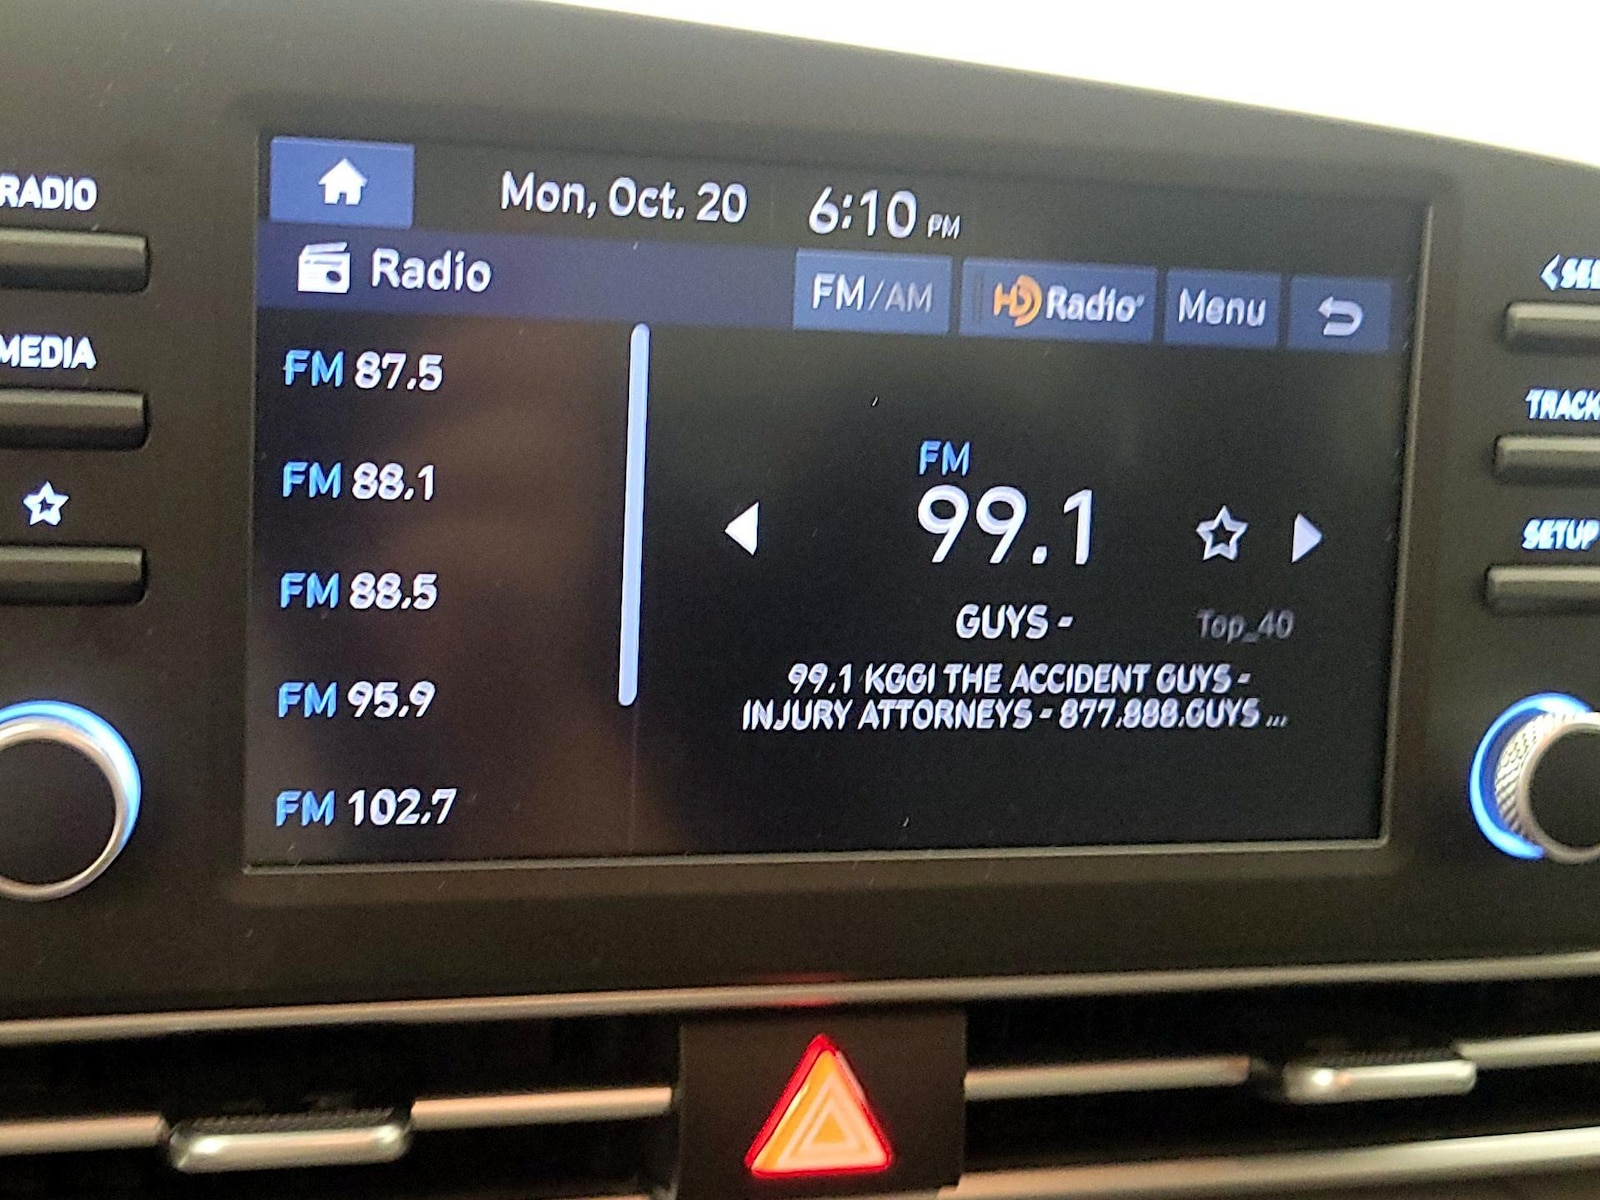 RADIO
MEDIA
Mon, Oct. 20 6:10 PM
Radio
FM/AM
HD Radio
Menu
FM 87.5
FM 88.1
FM 88.5
FM 95.9
FM 102.7
FM
99.1
GUYS -
Top_40
99.1 KGGI THE ACCIDENT GUYS -
INJURY ATTORNEYS - 877.888.GUYS ...
<SEE
TRACK
SETUP